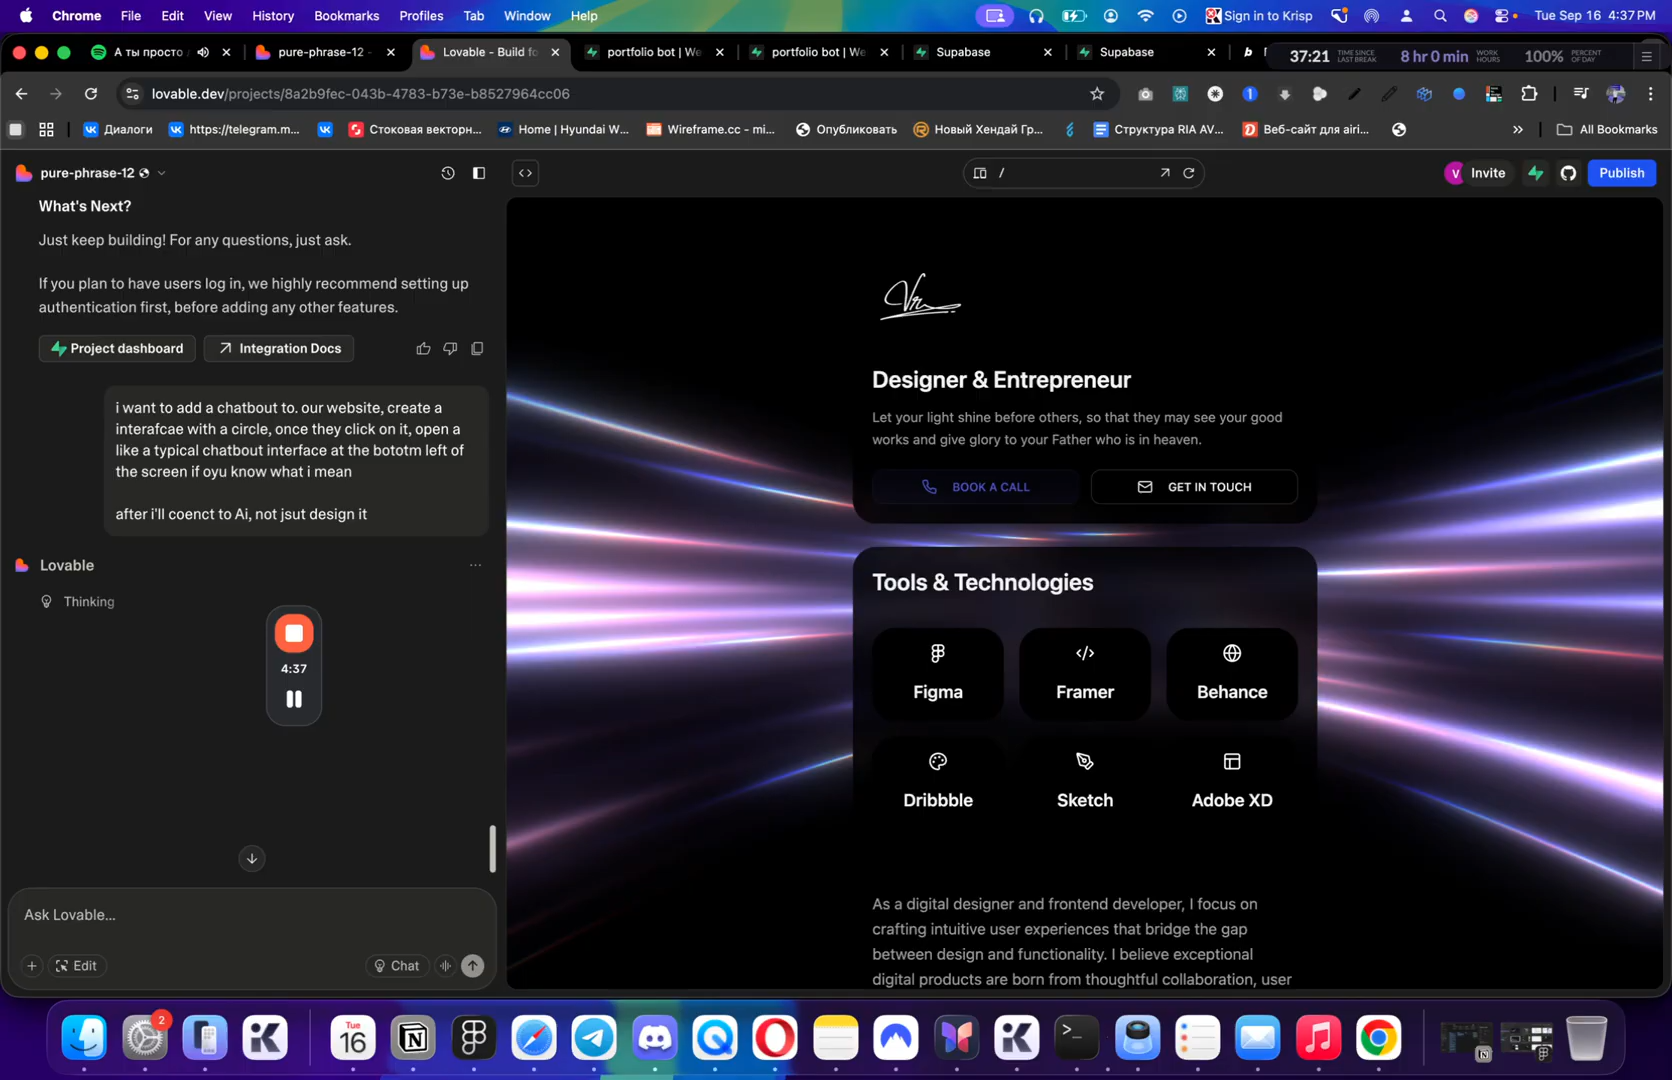 Chrome File Edit View History Bookmarks Profiles Tab Window Help
Sign in to Krisp
Tue Sep 16 4:37 PM
А ты просто
pure-phrase-12 -
Lovable - Build fo
portfolio bot | We
portfolio bot | We
Supabase
Supabase
37:21 TIME SINCE LAST BREAK 8 hr 0 min WORK HOURS 100% PERCENT OF DAY
lovable.dev/projects/8a2b9fec-043b-4783-b73e-b8527964cc06
Диалоги
https://telegram.m...
Стоковая векторн...
Home | Hyundai W...
Wireframe.cc - mi...
Опубликовать
Новый Хендай Гр...
Структура RIA AV...
Веб-сайт для airi...
All Bookmarks
pure-phrase-12
/
V
Invite
Publish
What's Next?
Just keep building! For any questions, just ask.
If you plan to have users log in, we highly recommend setting up
authentication first, before adding any other features.
Project dashboard
Integration Docs
i want to add a chatbout to. our website, create a
interafcae with a circle, once they click on it, open a
like a typical chatbout interface at the bototm left of
the screen if oyu know what i mean
after i'll coenct to Ai, not jsut design it
Lovable
Thinking
4:37
Ask Lovable...
Edit
Chat
Designer & Entrepreneur
Let your light shine before others, so that they may see your good
works and give glory to your Father who is in heaven.
BOOK A CALL
GET IN TOUCH
Tools & Technologies
Figma
Framer
Behance
Dribbble
Sketch
Adobe XD
As a digital designer and frontend developer, I focus on
crafting intuitive user experiences that bridge the gap
between design and functionality. I believe exceptional
digital products are born from thoughtful collaboration, user
2
Tue
16